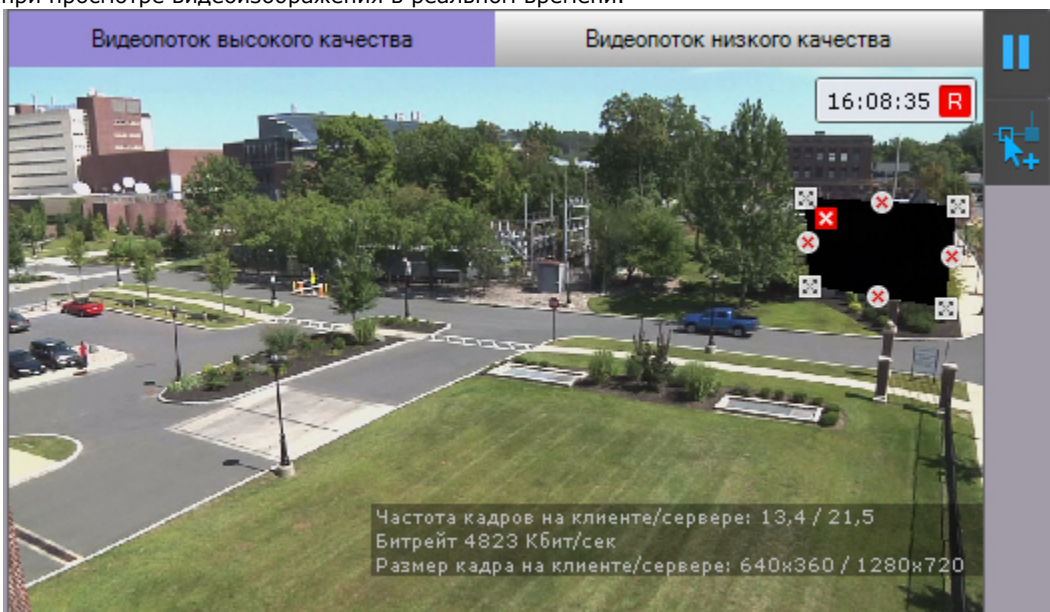 при просмотре видеоизображения в реальном времени.
Видеопоток высокого качества
Видеопоток низкого качества
16:08:35 R
Частота кадров на клиенте/сервере: 13,4 / 21,5
Битрейт 4823 Кбит/сек
Размер кадра на клиенте/сервере: 640x360 / 1280x720